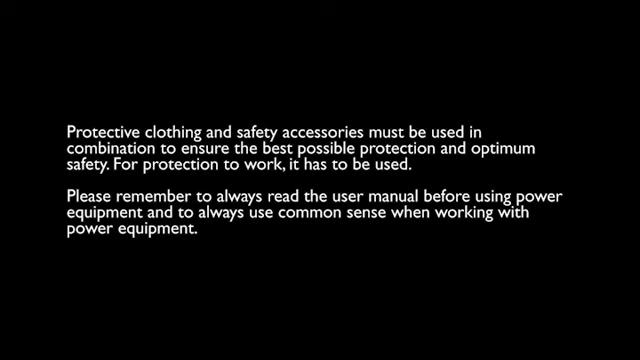 Protective clothing and safety accessories must be used in
combination to ensure the best possible protection and optimum
safety. For protection to work, it has to be used.
Please remember to always read the user manual before using power
equipment and to always use common sense when working with
power equipment.